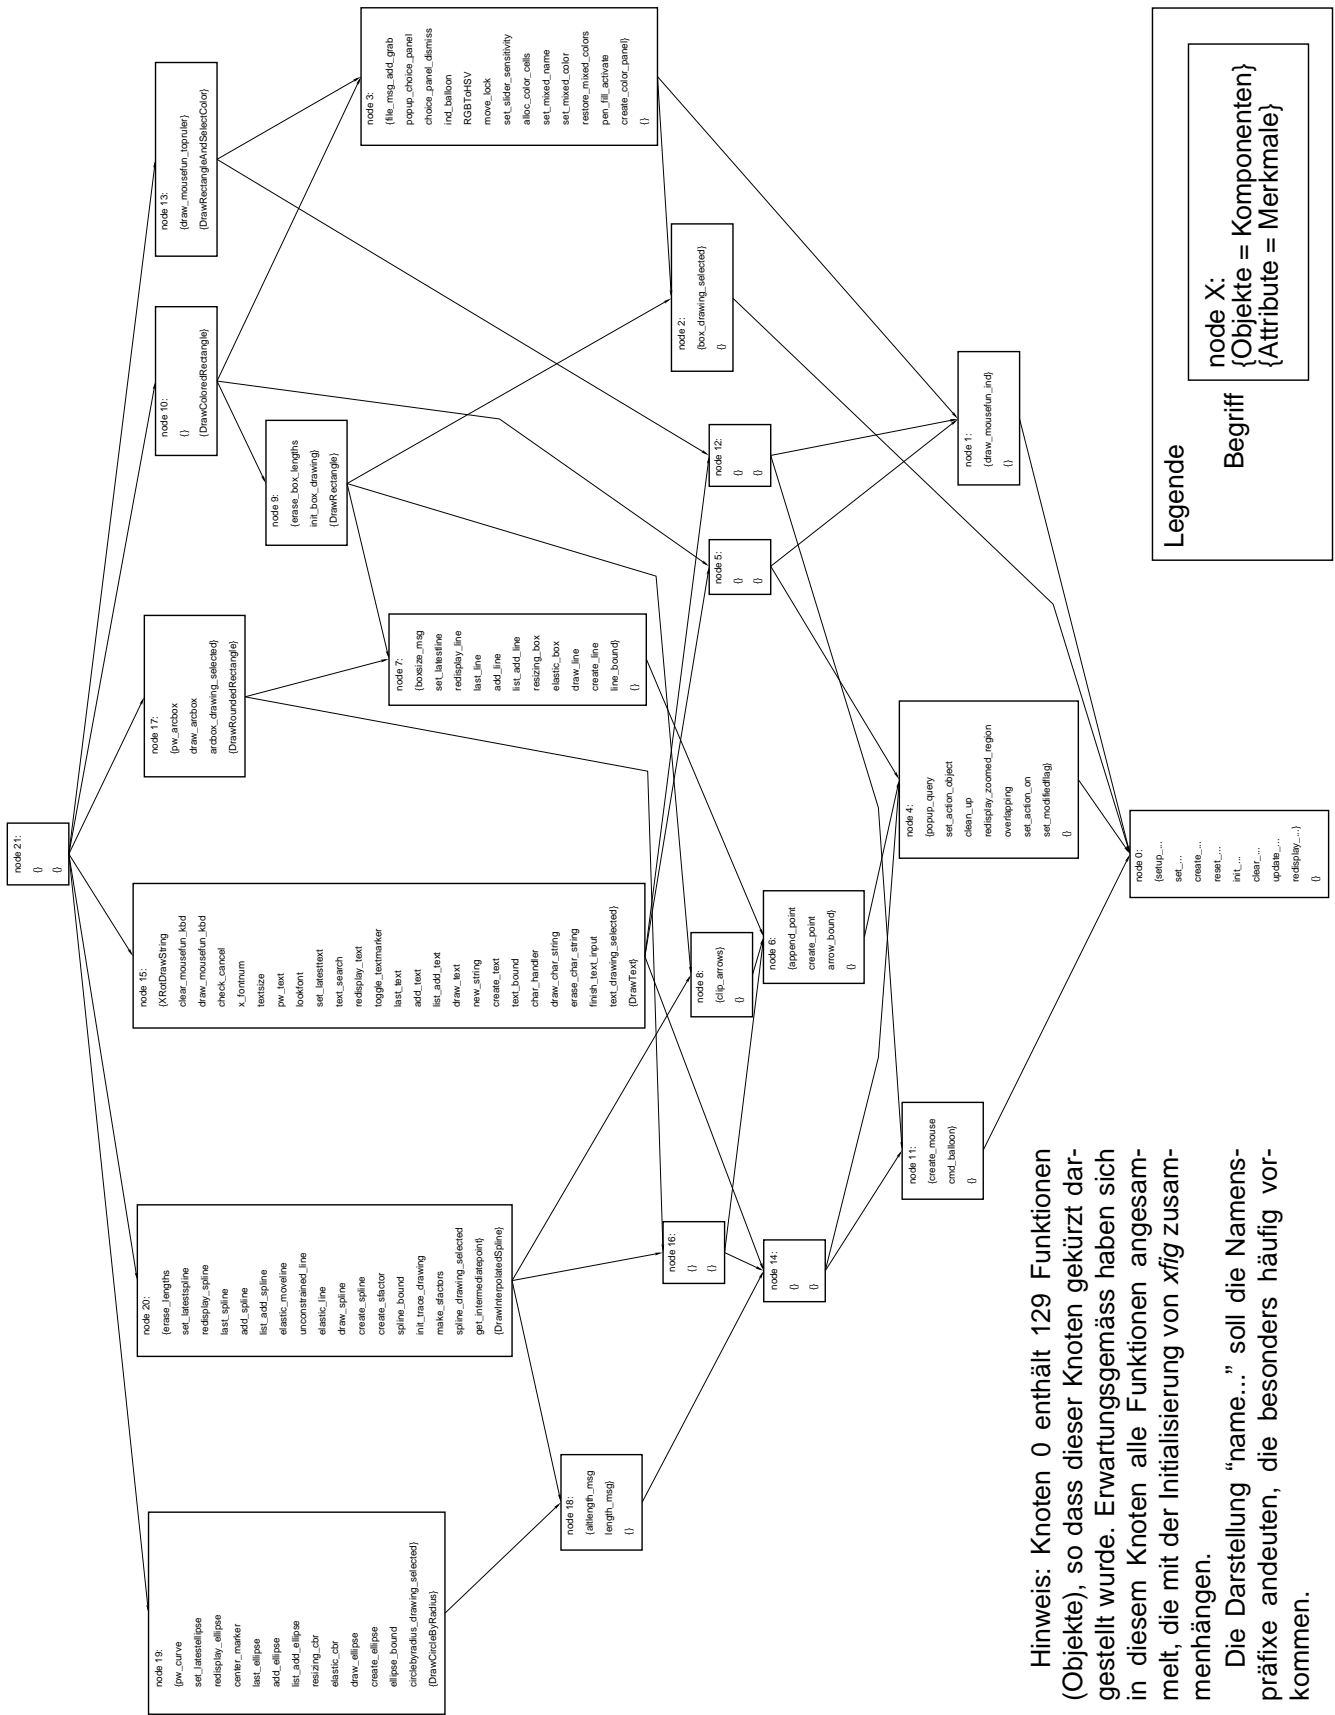 node 21:
{}
{}
node 13:
{draw_mousefun_topruler}
{DrawRectangleAndSelectColor}
node 10:
{}
{DrawColoredRectangle}
node 17:
{pw_arcbox
draw_arcbox
arcbox_drawing_selected}
{DrawRoundedRectangle}
node 15:
{XRotDrawString
clear_mousefun_kbd
draw_mousefun_kbd
check_cancel
x_fontnum
textsize
pw_text
lookfont
set_latesttext
text_search
redisplay_text
toggle_textmarker
last_text
add_text
list_add_text
draw_text
new_string
create_text
text_bound
char_handler
draw_char_string
erase_char_string
finish_text_input
text_drawing_selected}
{DrawText}
node 20:
{erase_lengths
set_latestspline
redisplay_spline
last_spline
add_spline
list_add_spline
elastic_moveline
unconstrained_line
elastic_line
draw_spline
create_spline
create_sfactor
spline_bound
init_trace_drawing
make_sfactors
spline_drawing_selected
get_intermediatepoint}
{DrawInterpolatedSpline}
node 19:
{pw_curve
set_latestellipse
redisplay_ellipse
center_marker
last_ellipse
add_ellipse
list_add_ellipse
resizing_cbr
elastic_cbr
draw_ellipse
create_ellipse
ellipse_bound
circlebyradius_drawing_selected}
{DrawCircleByRadius}
node 3:
{file_msg_add_grab
popup_choice_panel
choice_panel_dismiss
ind_balloon
RGBToHSV
move_lock
set_slider_sensitivity
alloc_color_cells
set_mixed_name
set_mixed_color
restore_mixed_colors
pen_fill_activate
create_color_panel}
{}
node 9:
{erase_box_lengths
init_box_drawing}
{DrawRectangle}
node 7:
{boxsize_msg
set_latestline
redisplay_line
last_line
add_line
list_add_line
resizing_box
elastic_box
draw_line
create_line
line_bound}
{}
node 18:
{altlength_msg
length_msg}
{}
node 2:
{box_drawing_selected}
{}
node 12:
{}
{}
node 5:
{}
{}
node 8:
{clip_arrows}
{}
node 16:
{}
{}
node 6:
{append_point
create_point
arrow_bound}
{}
node 14:
{}
{}
node 1:
{draw_mousefun_ind}
{}
node 4:
{popup_query
set_action_object
clean_up
redisplay_zoomed_region
overlapping
set_action_on
set_modifiedflag}
{}
node 11:
{create_mouse
cmd_balloon}
{}
node 0:
{setup_...
set_...
create_...
reset_...
init_...
clear_...
update_...
redisplay_...}
{}
Legende
Begriff
node X:
{Objekte = Komponenten}
{Attribute = Merkmale}
Hinweis: Knoten 0 enthält 129 Funktionen
(Objekte), so dass dieser Knoten gekürzt dar-
gestellt wurde. Erwartungsgemäss haben sich
in diesem Knoten alle Funktionen angesam-
melt, die mit der Initialisierung von xfig zusam-
menhängen.
Die Darstellung “name...” soll die Namens-
präfixe andeuten, die besonders häufig vor-
kommen.